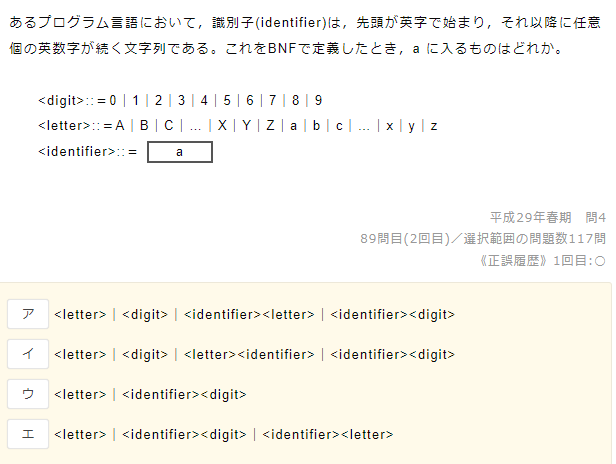 あるプログラム言語において，識別子(identifier)は，先頭が英字で始まり，それ以降に任意
個の英数字が続く文字列である。これをBNFで定義したとき，a に入るものはどれか。
<digit>::＝0｜1｜2｜3｜4｜5｜6｜7｜8｜9
<letter>::＝A｜B｜C｜…｜X｜Y｜Z｜a｜b｜c｜…｜x｜y｜z
<identifier>::＝ a
平成29年春期　問4
89問目(2回目)／選択範囲の問題数117問
《正誤履歴》1回目:○
ア <letter>｜<digit>｜<identifier><letter>｜<identifier><digit>
イ <letter>｜<digit>｜<letter><identifier>｜<identifier><digit>
ウ <letter>｜<identifier><digit>
エ <letter>｜<identifier><digit>｜<identifier><letter>